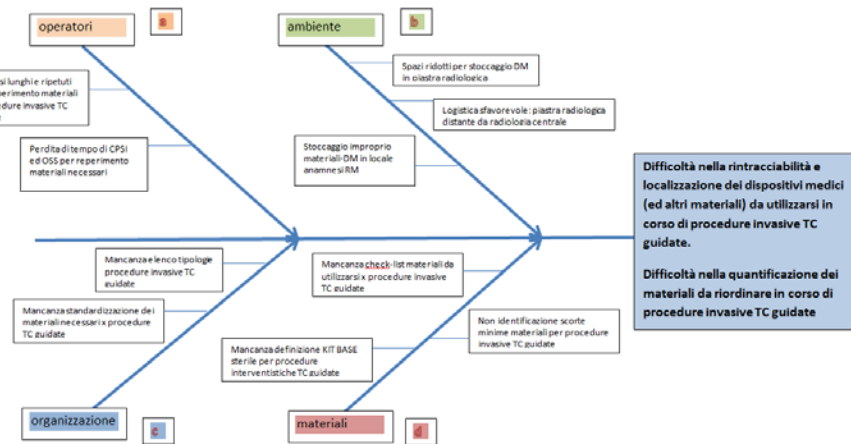 operatori
a
ambiente
b
si lunghi e ripetuti
perimento materiali
edure invasive TC
Perdita di tempo di CPSI
ed OSS per reperimento
materiali necessari
Spazi ridotti per stoccaggio DM
in piastra radiologica
Logistica sfavorevole: piastra radiologica
distante da radiologia centrale
Stoccaggio improprio
materiali-DM in locale
anamnesi RM
Difficoltà nella rintracciabilità e
localizzazione dei dispositivi medici
(ed altri materiali) da utilizzarsi in
corso di procedure invasive TC
guidate.
Difficoltà nella quantificazione dei
materiali da riordinare in corso di
procedure invasive TC guidate
Mancanza elenco tipologie
procedure invasive TC
guidate
Mancanza standardizzazione dei
materiali necessari x procedure
TC guidate
Mancanza check-list materiali da
utilizzarsi x procedure invasive
TC guidate
Non identificazione scorte
minime materiali per procedure
invasive TC guidate
Mancanza definizione KIT BASE
sterile per procedure
interventistiche TC guidate
organizzazione
c
materiali
d